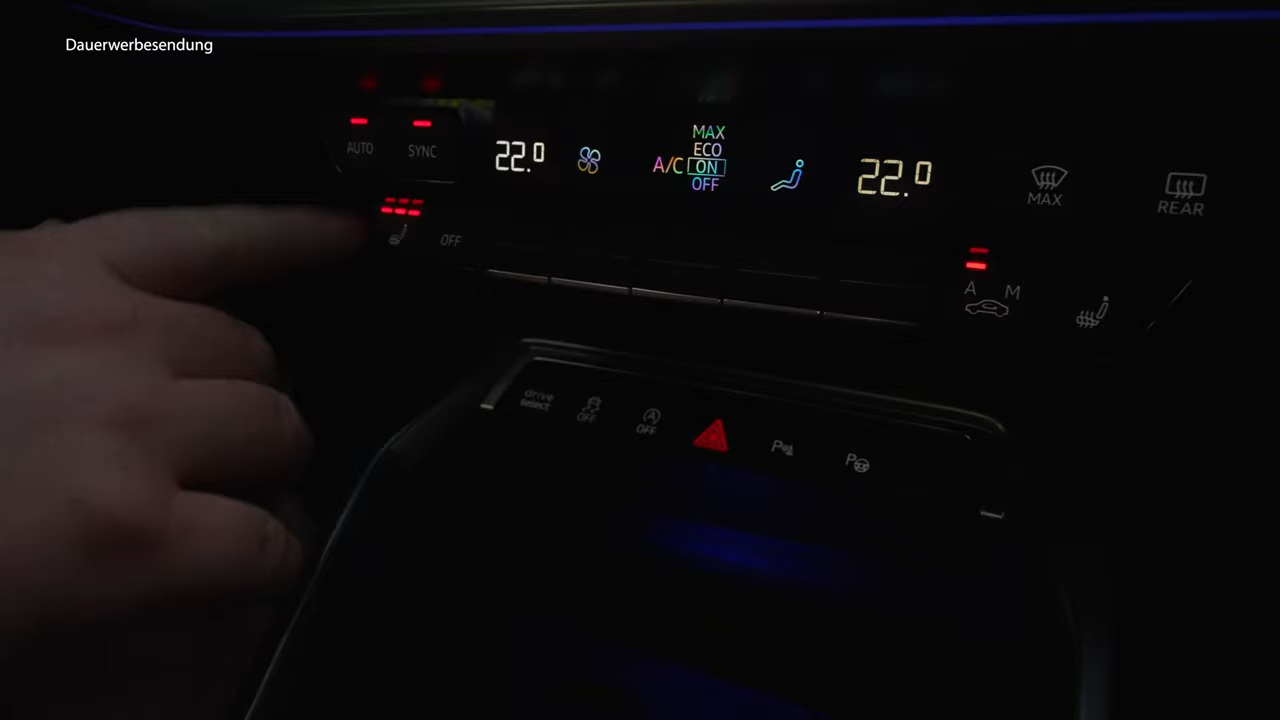 Dauerwerbesendung
AUTO
SYNC
22.0
A/C
MAX
ECO
ON
OFF
22.0
MAX
REAR
OFF
A M
drive
select
OFF
A
OFF
P
P